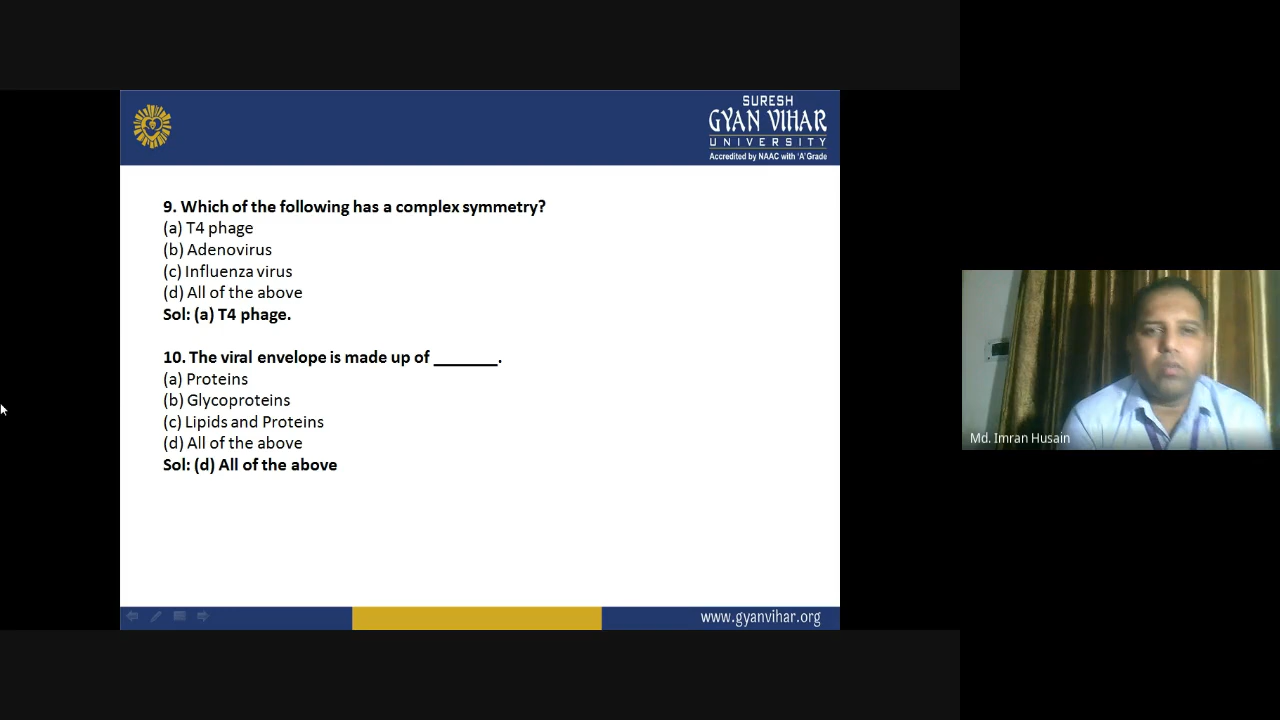 SURESH
GYAN VIHAR
UNIVERSITY
Accredited by NAAC with 'A' Grade
9. Which of the following has a complex symmetry?
(a) T4 phage
(b) Adenovirus
(c) Influenza virus
(d) All of the above
Sol: (a) T4 phage.
10. The viral envelope is made up of ________.
(a) Proteins
(b) Glycoproteins
(c) Lipids and Proteins
(d) All of the above
Sol: (d) All of the above
www.gyanvihar.org
Md. Imran Husain